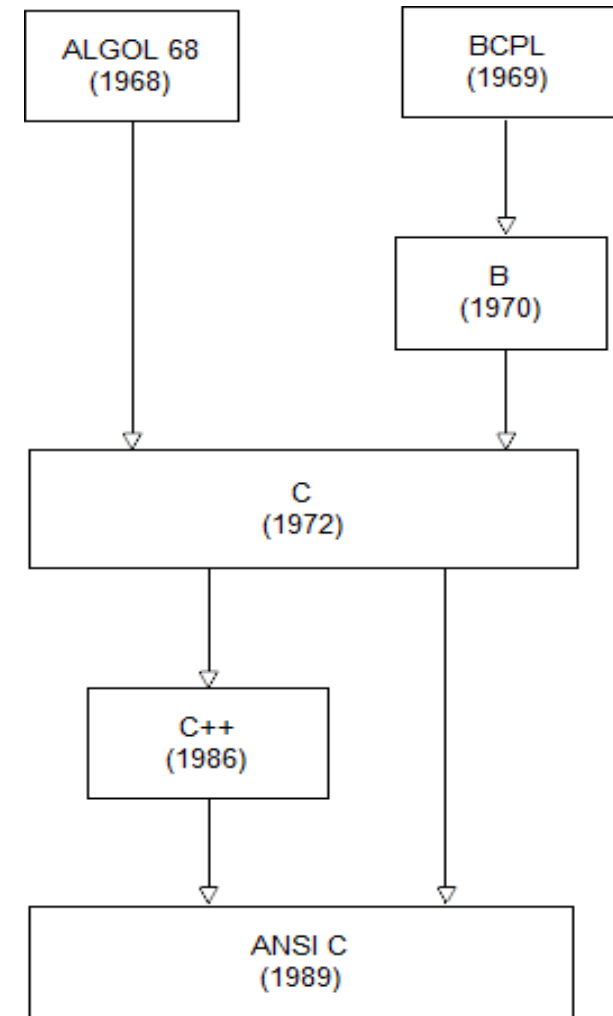 ALGOL 68
(1968)
BCPL
(1969)
B
(1970)
C
(1972)
C++
(1986)
ANSI C
(1989)